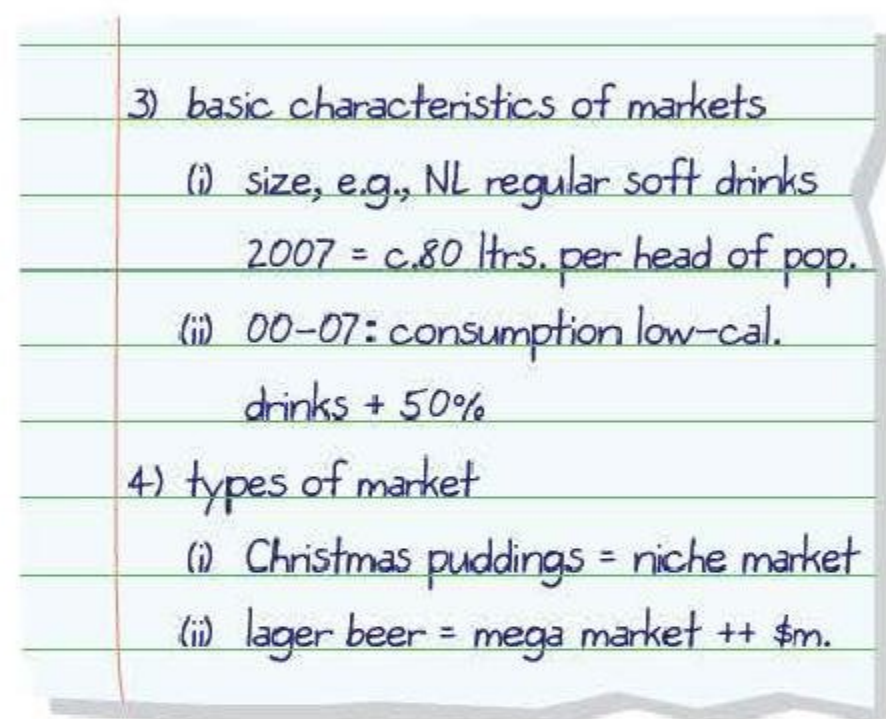 3) basic characteristics of markets
(i) size, e.g., NL regular soft drinks
2007 = c.80 ltrs. per head of pop.
(ii) 00-07: consumption low-cal.
drinks + 50%
4) types of market
(i) Christmas puddings = niche market
(ii) lager beer = mega market ++ $m.